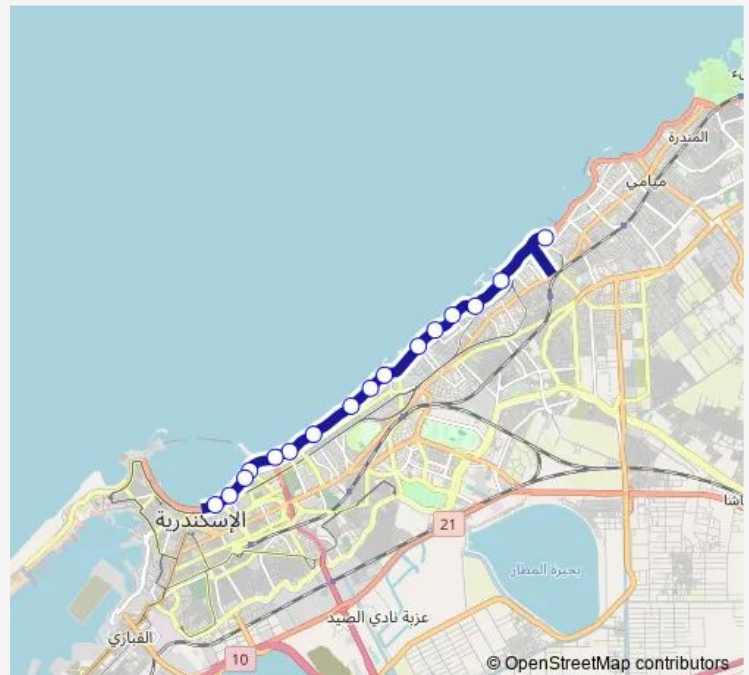 المندرة
ميامي
الإسكندرية
21
بحيرة المطار
عزبة نادي الصيد
القباري
10
© OpenStreetMap contributors